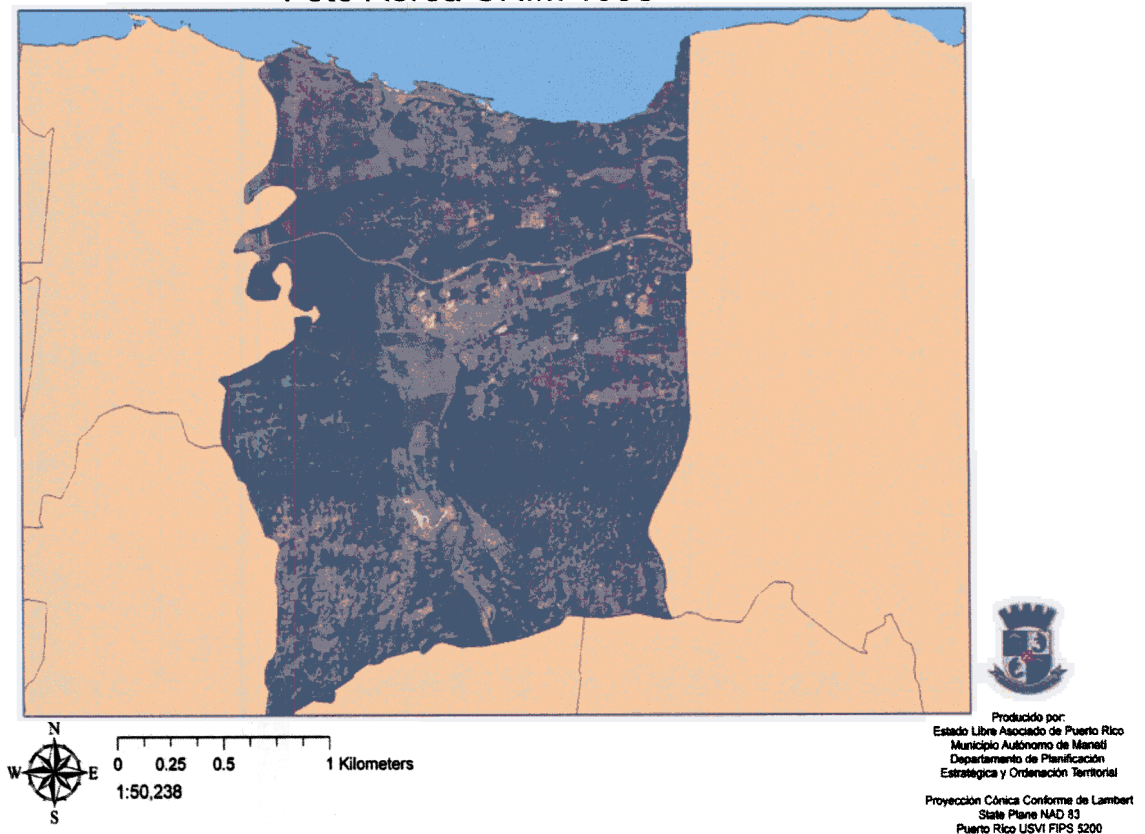 N
W E
S
0 0.25 0.5 1 Kilometers
1:50,238
Producido por:
Estado Libre Asociado de Puerto Rico
Municipio Autónomo de Manatí
Departamento de Planificación
Estratégica y Ordenación Territorial
Proyección Cónica Conforme de Lambert
State Plane NAD 83
Puerto Rico USVI FIPS 5200